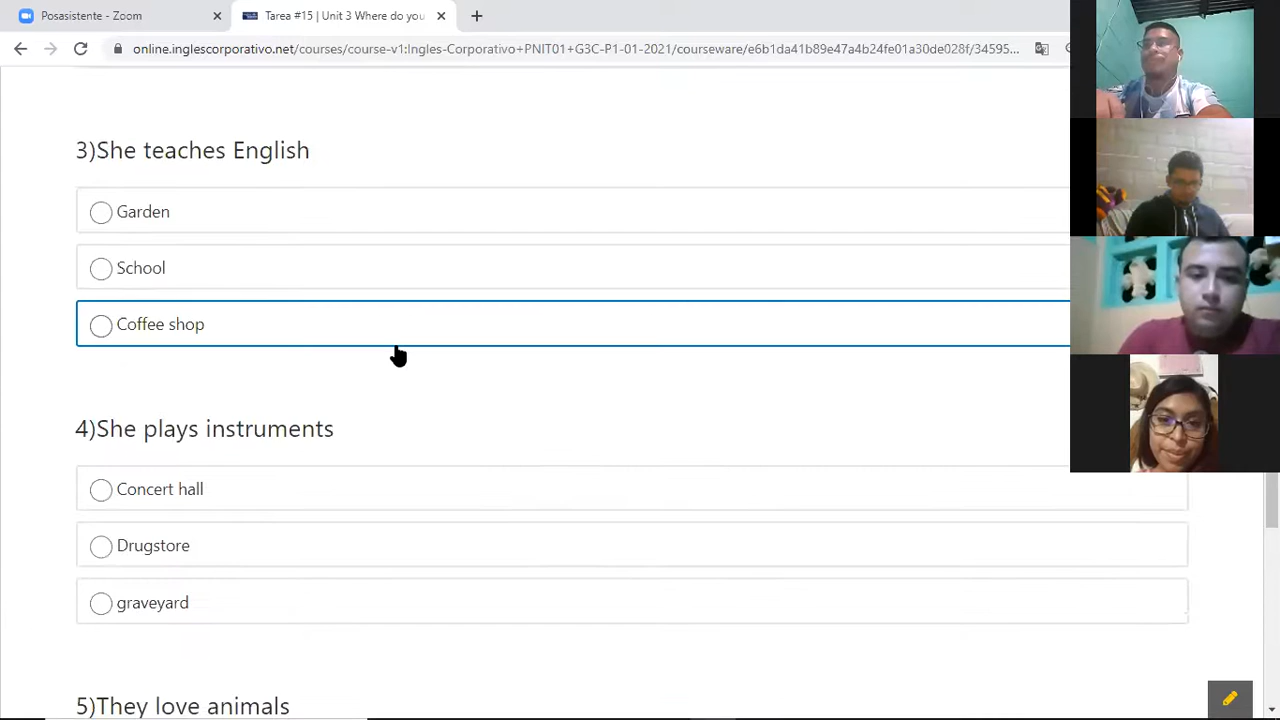 Posasistente - Zoom
Tarea #15 | Unit 3 Where do you
online.inglescorporativo.net/courses/course-v1:Ingles-Corporativo+PNIT01+G3C-P1-01-2021/courseware/e6b1da41b89e47a4b24fe01a30de028f/34595...
3)She teaches English
Garden
School
Coffee shop
4)She plays instruments
Concert hall
Drugstore
graveyard
5)They love animals